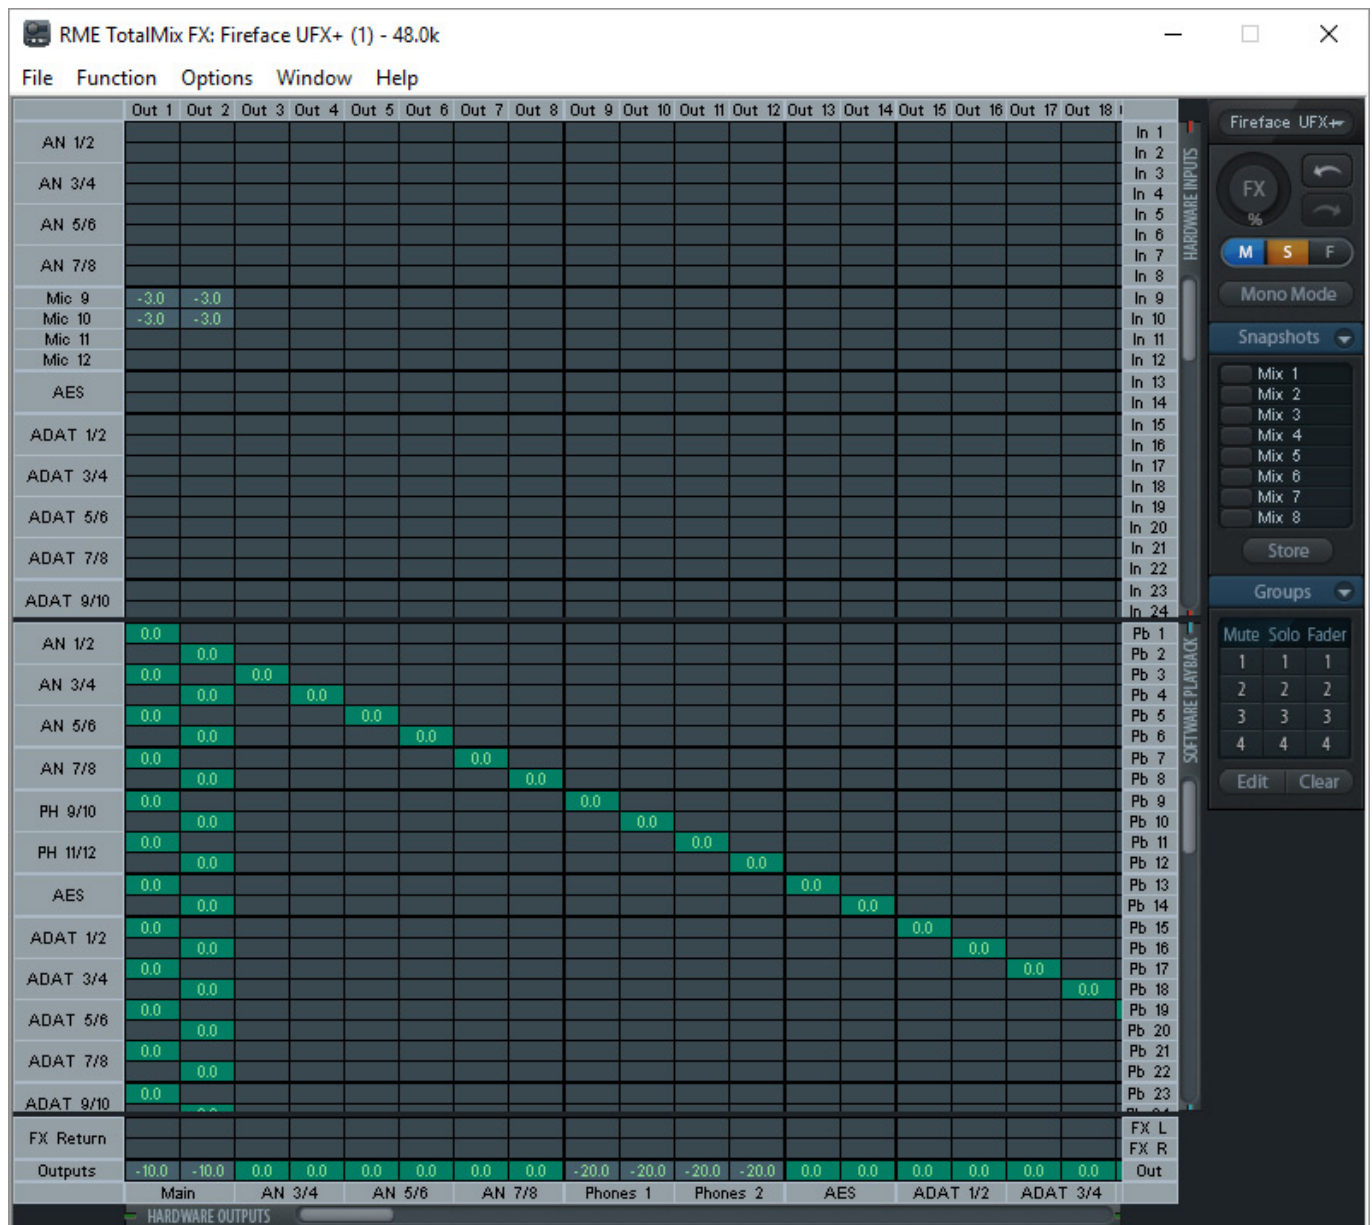 RME TotalMix FX: Fireface UFX+ (1) - 48.0k
File Function Options Window Help
Out 1 Out 2 Out 3 Out 4 Out 5 Out 6 Out 7 Out 8 Out 9 Out 10 Out 11 Out 12 Out 13 Out 14 Out 15 Out 16 Out 17 Out 18
AN 1/2 In 1
In 2
AN 3/4 In 3
In 4
AN 5/6 In 5
In 6
AN 7/8 In 7
In 8
Mic 9 -3.0 -3.0 In 9
Mic 10 -3.0 -3.0 In 10
Mic 11 In 11
Mic 12 In 12
AES In 13
In 14
ADAT 1/2 In 15
In 16
ADAT 3/4 In 17
In 18
ADAT 5/6 In 19
In 20
ADAT 7/8 In 21
In 22
ADAT 9/10 In 23
In 24
HARDWARE INPUTS
AN 1/2 0.0 Pb 1
0.0 Pb 2
AN 3/4 0.0 0.0 Pb 3
0.0 0.0 Pb 4
AN 5/6 0.0 0.0 Pb 5
0.0 0.0 Pb 6
AN 7/8 0.0 0.0 Pb 7
0.0 0.0 Pb 8
PH 9/10 0.0 0.0 Pb 9
0.0 0.0 Pb 10
PH 11/12 0.0 0.0 Pb 11
0.0 0.0 Pb 12
AES 0.0 0.0 Pb 13
0.0 0.0 Pb 14
ADAT 1/2 0.0 0.0 Pb 15
0.0 0.0 Pb 16
ADAT 3/4 0.0 0.0 Pb 17
0.0 0.0 Pb 18
ADAT 5/6 0.0 Pb 19
0.0 Pb 20
ADAT 7/8 0.0 Pb 21
0.0 Pb 22
ADAT 9/10 0.0 Pb 23
SOFTWARE PLAYBACK
FX Return FX L
FX R
Outputs -10.0 -10.0 0.0 0.0 0.0 0.0 0.0 0.0 -20.0 -20.0 -20.0 -20.0 0.0 0.0 0.0 0.0 0.0 0.0 Out
Main AN 3/4 AN 5/6 AN 7/8 Phones 1 Phones 2 AES ADAT 1/2 ADAT 3/4
HARDWARE OUTPUTS
Fireface UFX+
FX
%
M S F
Mono Mode
Snapshots
Mix 1
Mix 2
Mix 3
Mix 4
Mix 5
Mix 6
Mix 7
Mix 8
Store
Groups
Mute Solo Fader
1 1 1
2 2 2
3 3 3
4 4 4
Edit Clear